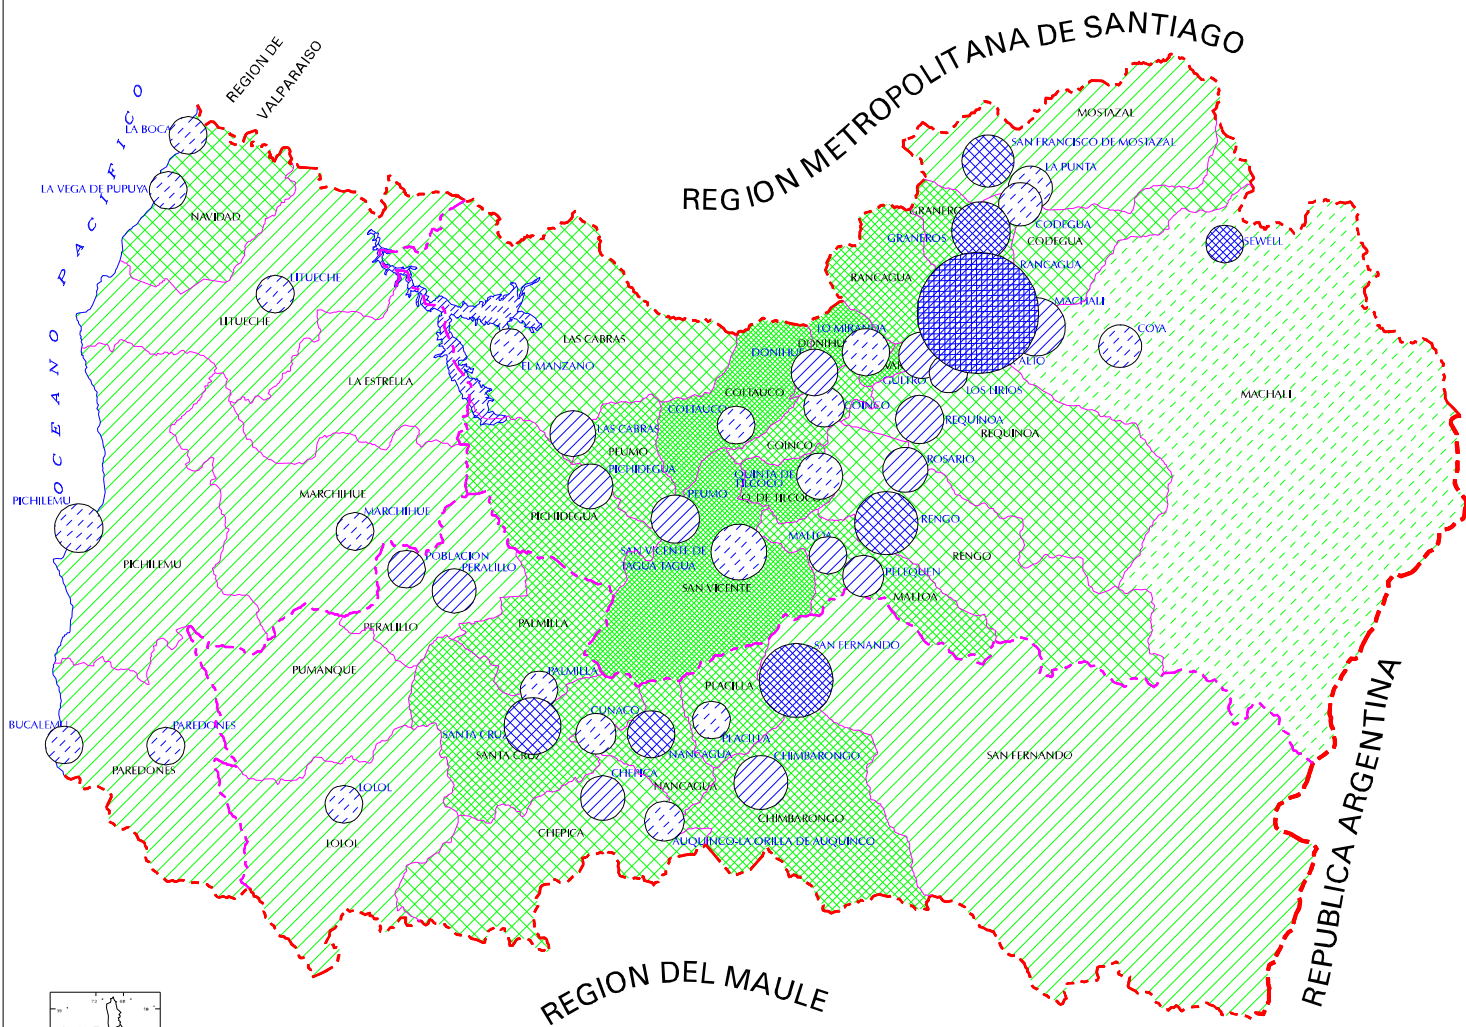 REGION METROPOLITANA DE SANTIAGO
REGION DE
VALPARAISO
OCEANO PACIFICO
LA BOCA
LA VEGA DE PUPUYA
NAVIDAD
LITUECHE
LITUECHE
MOSTAZAL
SAN FRANCISCO DE MOSTAZAL
LA PUNTA
CODEGUA
CODEGUA
GRANEROS
RANCAGUA
RANCAGUA
SEWELL
MACHALI
COYA
MACHALI
LAS CABRAS
EL MANZANO
LA ESTRELLA
LO MIRANDA
DONIHUE
COLTAUCO
COLTAUCO
COINCO
COINCO
GULTRO
LOS LIRIOS
REQUINOA
REQUINOA
LAS CABRAS
PEUMO
PICHIDEGUA
PICHIDEGUA
PEUMO
QUINTA DE
TILCOCO
Q. DE TILCOCO
ROSARIO
RENGO
RENGO
MARCHIHUE
MARCHIHUE
PICHILEMU
PICHILEMU
POBLACION
PERALILLO
PERALILLO
SAN VICENTE DE
TAGUA TAGUA
SAN VICENTE
MALLOA
PELEQUEN
MALLOA
PALMILLA
PALMILLA
PUMANQUE
SAN FERNANDO
SAN FERNANDO
PLACILLA
PLACILLA
BUCALEMU
PAREDONES
PAREDONES
SANTA CRUZ
SANTA CRUZ
CUNACO
NANCAGUA
NANCAGUA
CHIMBARONGO
CHIMBARONGO
CHEPICA
CHEPICA
LOLOL
LOLOL
AUQUINCO-LA ORILLA DE AUQUINCO
REPUBLICA ARGENTINA
REGION DEL MAULE